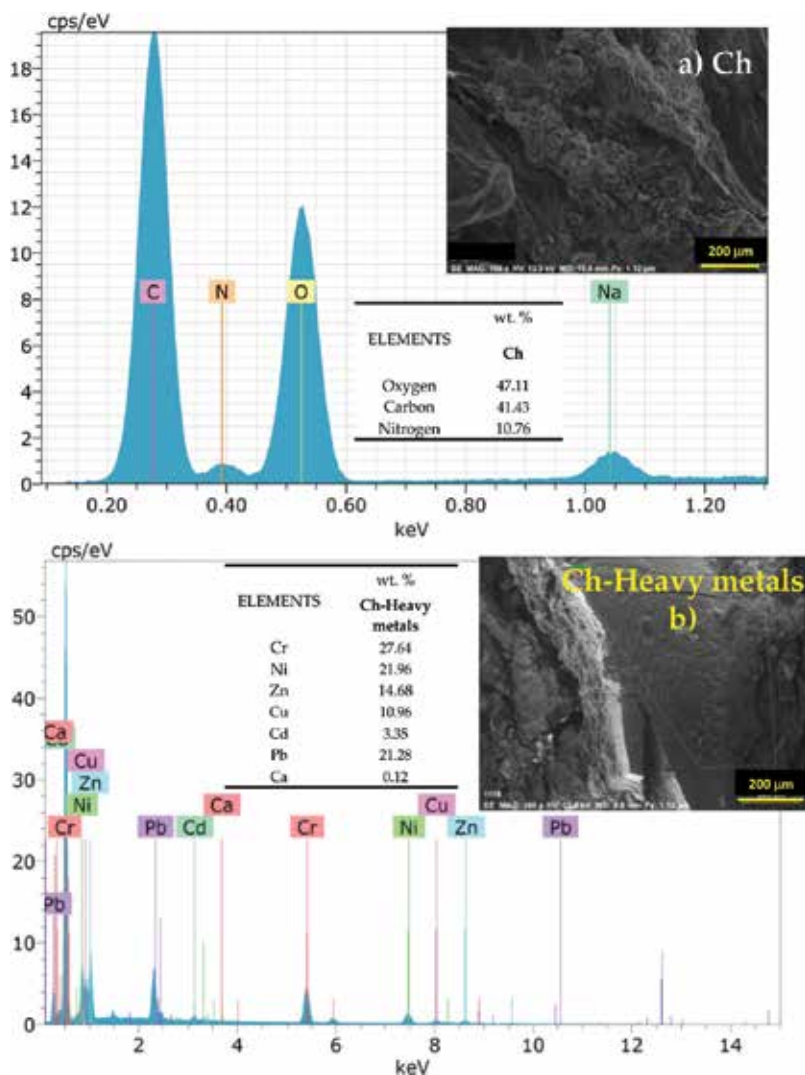 cps/eV
a) Ch
18
16
14
12
10
8
6
4
2
0
200 µm
C N O Na
wt. %
ELEMENTS
Ch
Oxygen 47.11
Carbon 41.43
Nitrogen 10.76
0.20 0.40 0.60 0.80 1.00 1.20
keV
cps/eV
Ch-Heavy metals
b)
50
40
30
20
10
0
200 µm
wt. %
ELEMENTS
Ch-Heavy
metals
Cr 27.64
Ni 21.96
Zn 14.68
Cu 10.96
Cd 3.35
Pb 21.28
Ca 0.12
Ca
Cu
Zn
Ni
Cr
Pb
Pb Cd Ca Cr Ni Cu Zn Pb
2 4 6 8 10 12 14
keV